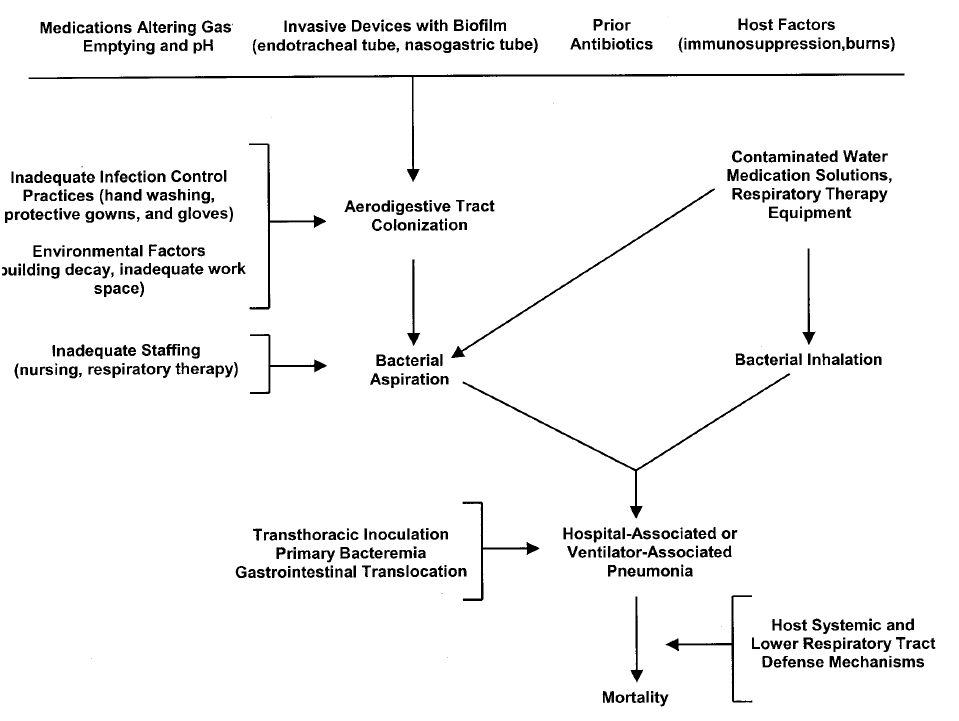 Medications Altering Gas
Emptying and pH
Invasive Devices with Biofilm
(endotracheal tube, nasogastric tube)
Prior
Antibiotics
Host Factors
(immunosuppression,burns)
Inadequate Infection Control
Practices (hand washing,
protective gowns, and gloves)
Environmental Factors
building decay, inadequate work
space)
Aerodigestive Tract
Colonization
Contaminated Water
Medication Solutions,
Respiratory Therapy
Equipment
Inadequate Staffing
(nursing, respiratory therapy)
Bacterial
Aspiration
Bacterial Inhalation
Transthoracic Inoculation
Primary Bacteremia
Gastrointestinal Translocation
Hospital-Associated or
Ventilator-Associated
Pneumonia
Host Systemic and
Lower Respiratory Tract
Defense Mechanisms
Mortality